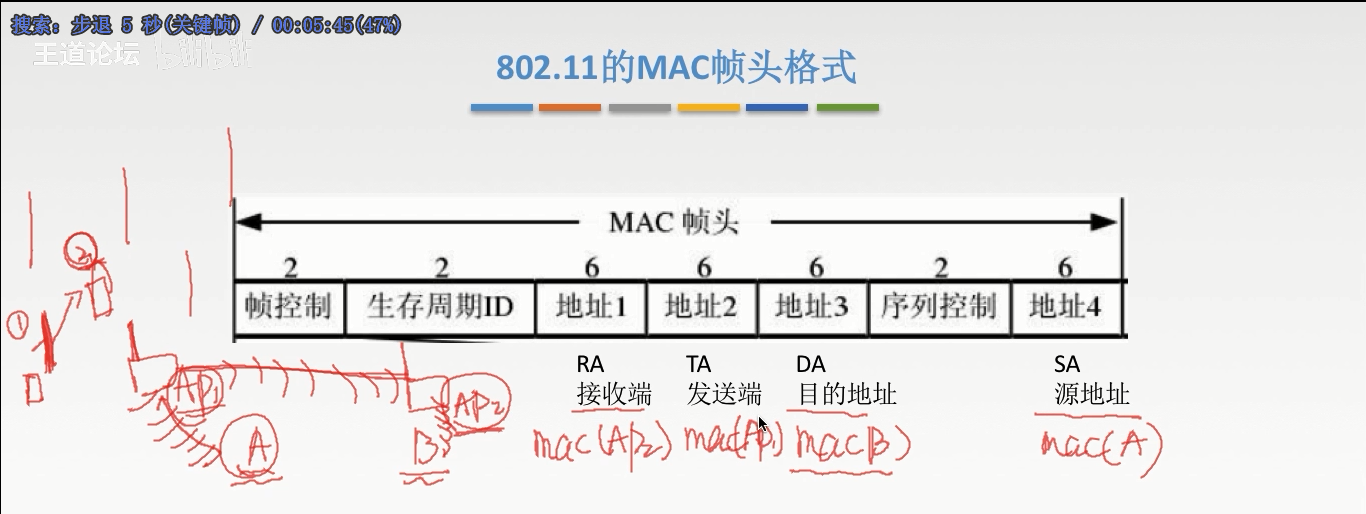 搜索: 步退 5 秒(关键帧) / 00:05:45(47%)
王道论坛 bilibili
802.11的MAC帧头格式
MAC 帧头
2 2 6 6 6 2 6
帧控制 生存周期ID 地址1 地址2 地址3 序列控制 地址4
RA TA DA SA
接收端 发送端 目的地址 源地址
mac(AP2) mac(AP1) mac(B) mac(A)
2
1
AP1
AP2
A
B